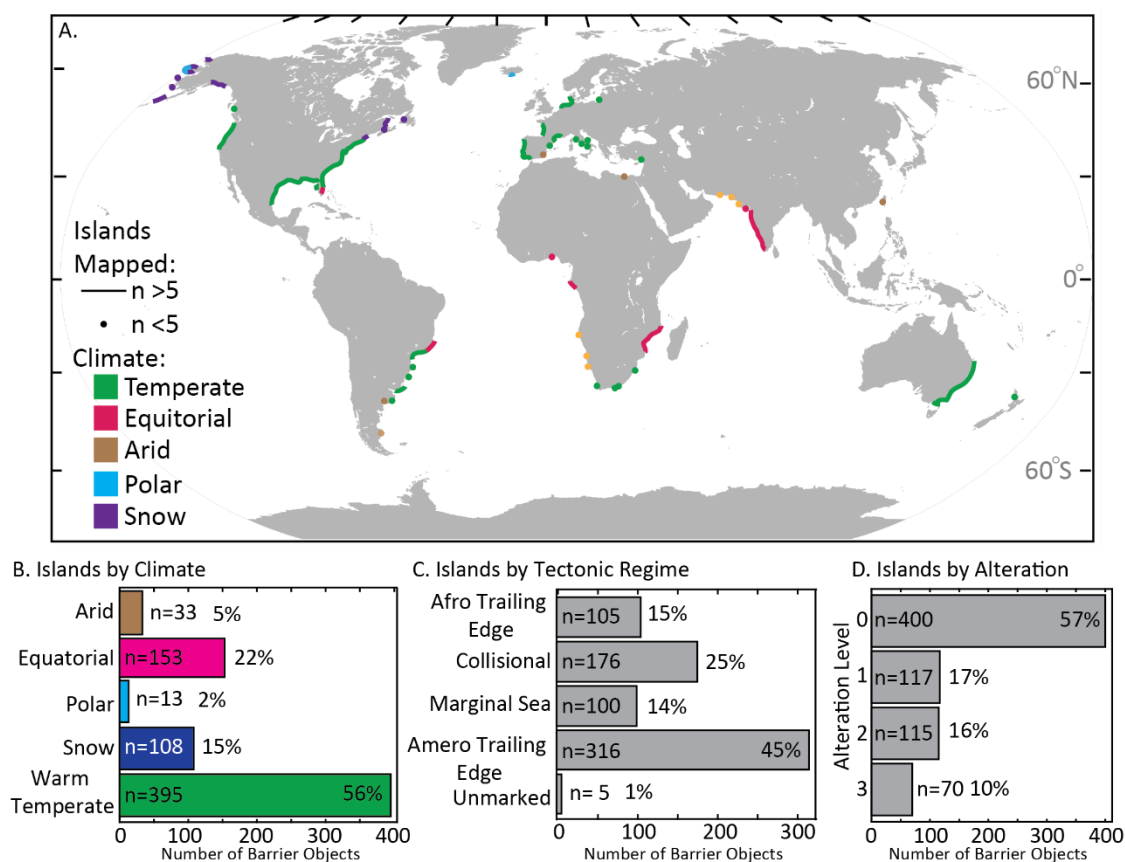 A.
60°N
0°
60°S
Islands
Mapped:
n >5
n <5
Climate:
Temperate
Equitorial
Arid
Polar
Snow
B. Islands by Climate
Arid n=33 5%
Equatorial n=153 22%
Polar n=13 2%
Snow n=108 15%
Warm
Temperate n=395 56%
0 100 200 300 400
Number of Barrier Objects
C. Islands by Tectonic Regime
Afro Trailing
Edge n=105 15%
Collisional n=176 25%
Marginal Sea n=100 14%
Amero Trailing
Edge n=316 45%
Unmarked n= 5 1%
0 100 200 300
Number of Barrier Objects
D. Islands by Alteration
Alteration Level
0 n=400 57%
1 n=117 17%
2 n=115 16%
3 n=70 10%
0 100 200 300 400
Number of Barrier Objects